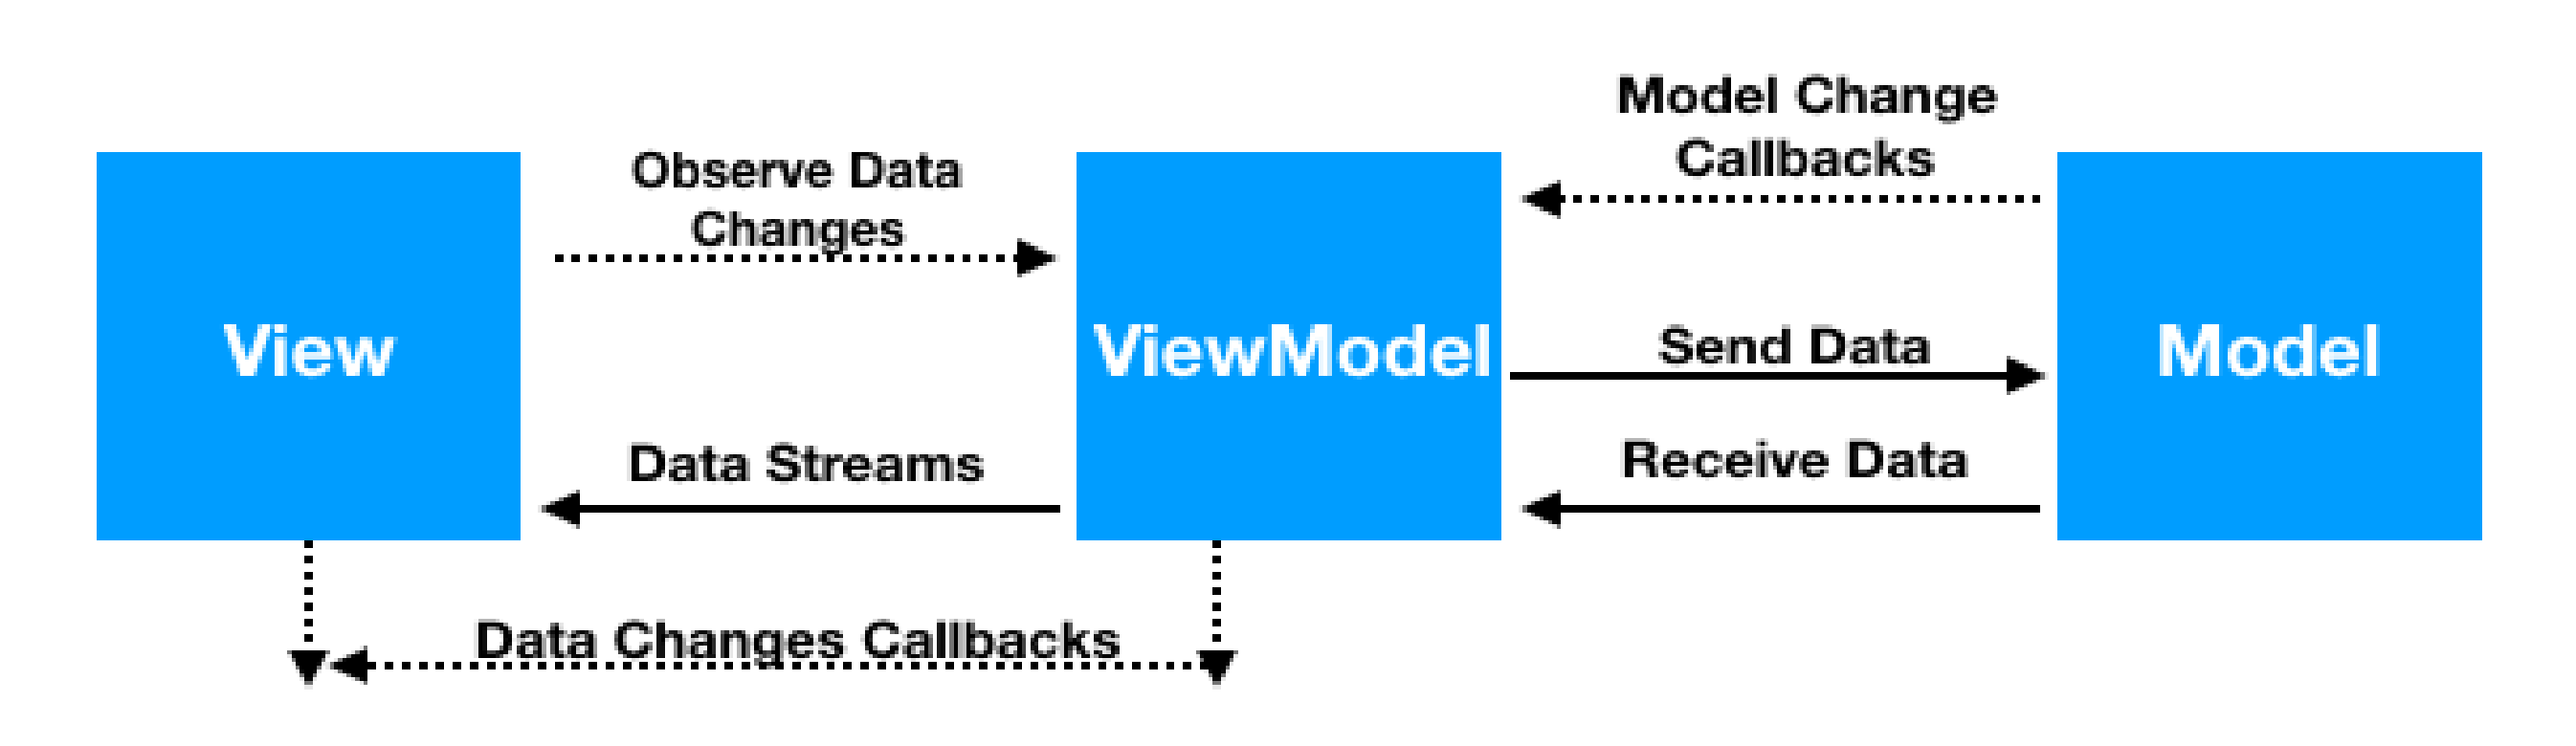 Model Change
Callbacks
Observe Data
Changes
View
ViewModel
Send Data
Model
Data Streams
Receive Data
Data Changes Callbacks